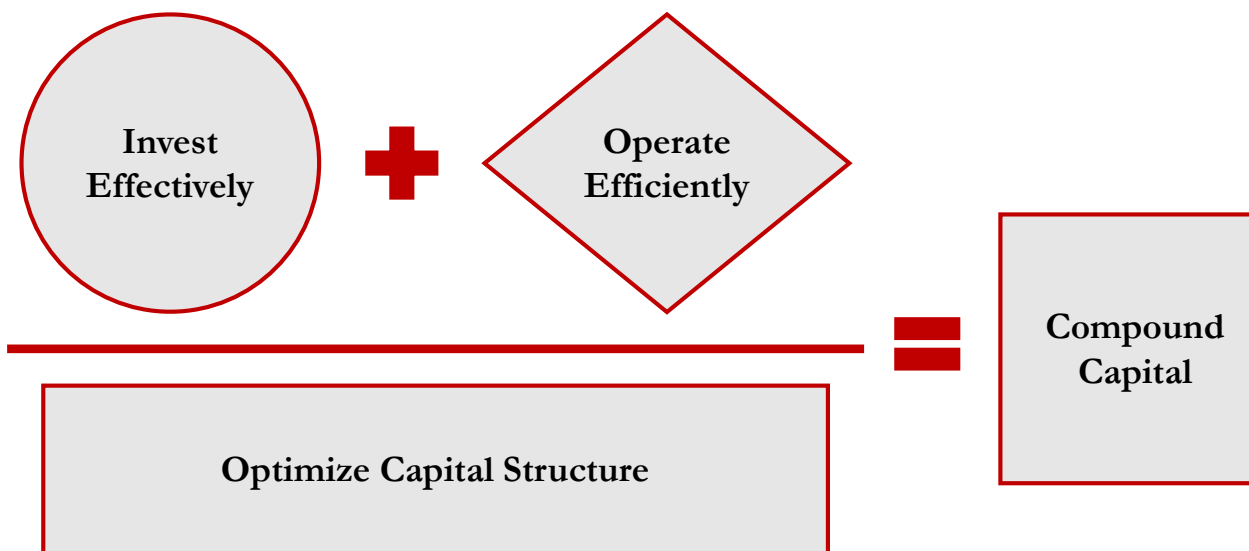 Invest
Effectively
Operate
Efficiently
Optimize Capital Structure
Compound
Capital